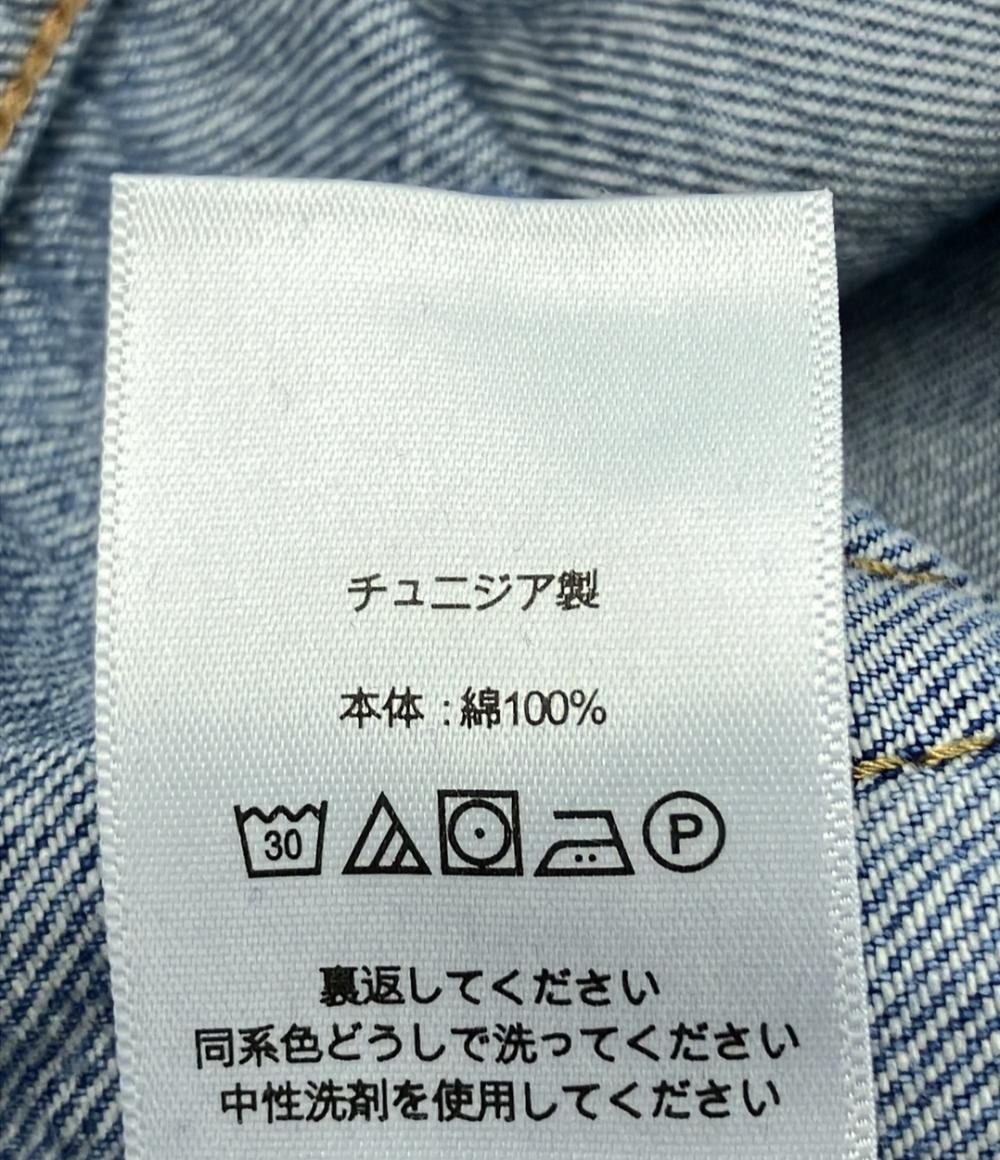 チュニジア製
本体 : 綿100%
30 P
裏返してください
同系色どうしで洗ってください
中性洗剤を使用してください